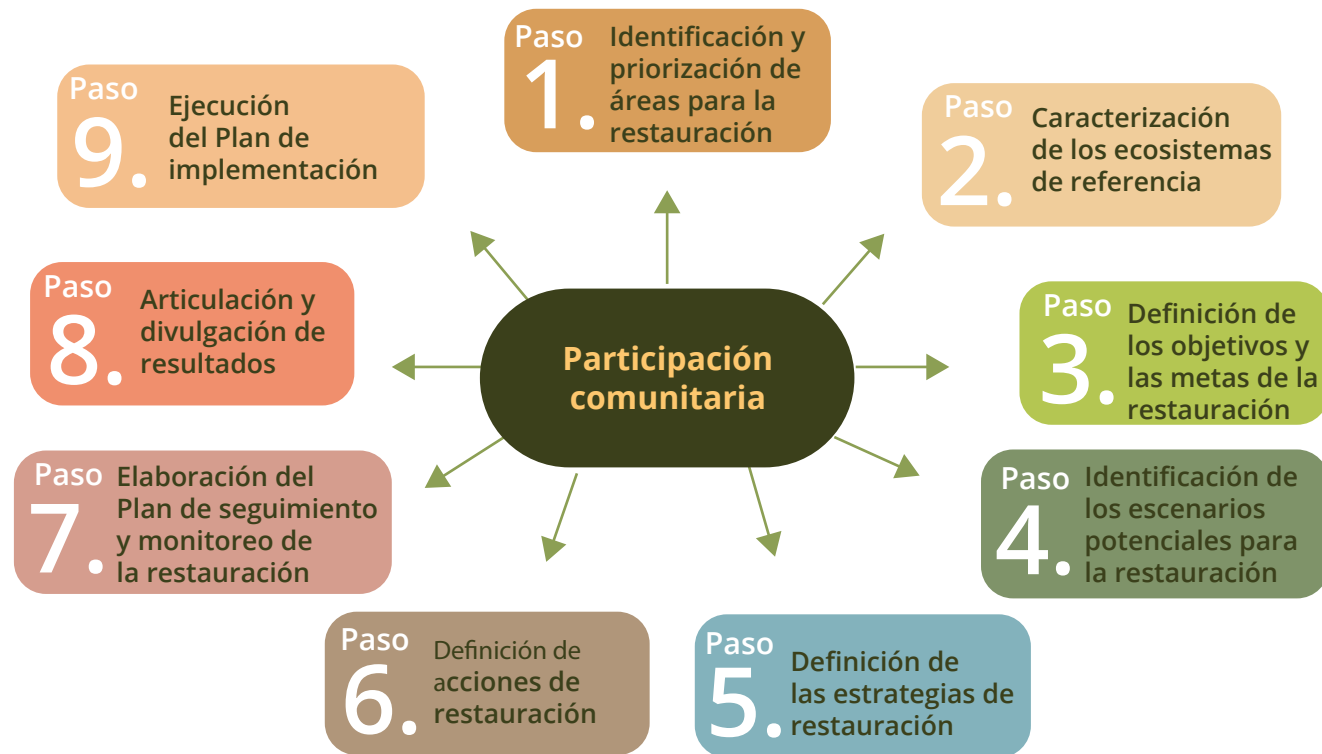 Paso
1.
Identificación y
priorización de
áreas para la
restauración
Paso
2.
Caracterización
de los ecosistemas
de referencia
Paso
3.
Definición de
los objetivos y
las metas de la
restauración
Paso
4.
Identificación de
los escenarios
potenciales para
la restauración
Paso
5.
Definición de
las estrategias de
restauración
Paso
6.
Definición de
acciones de
restauración
Paso
7.
Elaboración del
Plan de seguimiento
y monitoreo de
la restauración
Paso
8.
Articulación y
divulgación de
resultados
Paso
9.
Ejecución
del Plan de
implementación
Participación
comunitaria